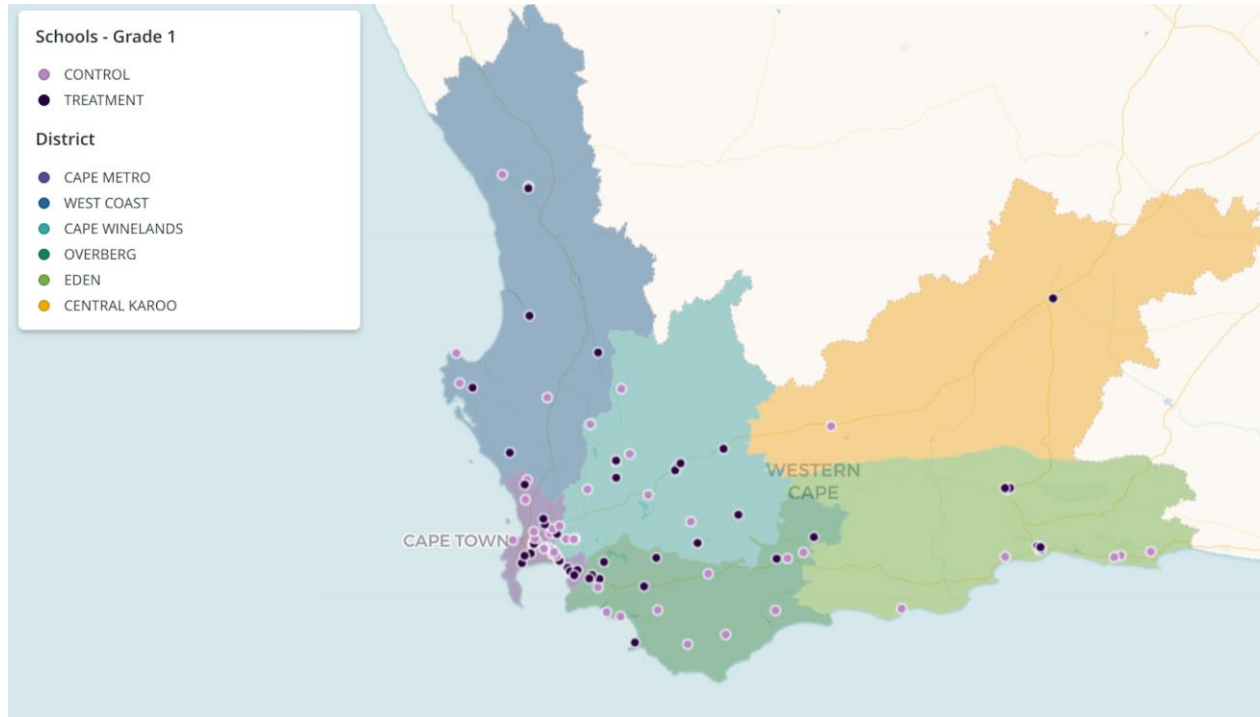 Schools - Grade 1
CONTROL
TREATMENT
District
CAPE METRO
WEST COAST
CAPE WINELANDS
OVERBERG
EDEN
CENTRAL KAROO
WESTERN
CAPE
CAPE TOWN